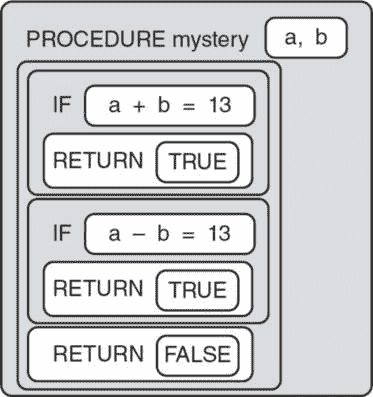 PROCEDURE mystery a, b
IF a + b = 13
RETURN TRUE
IF a − b = 13
RETURN TRUE
RETURN FALSE